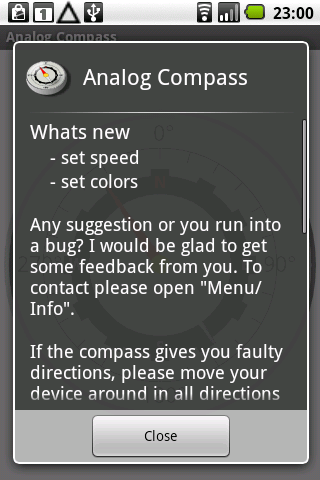 1
23:00
Analog Compass
Analog Compass
0°
Whats new
- set speed
- set colors
Any suggestion or you run into
a bug? I would be glad to get
some feedback from you. To
contact please open "Menu/
Info".
If the compass gives you faulty
directions, please move your
device around in all directions
Close